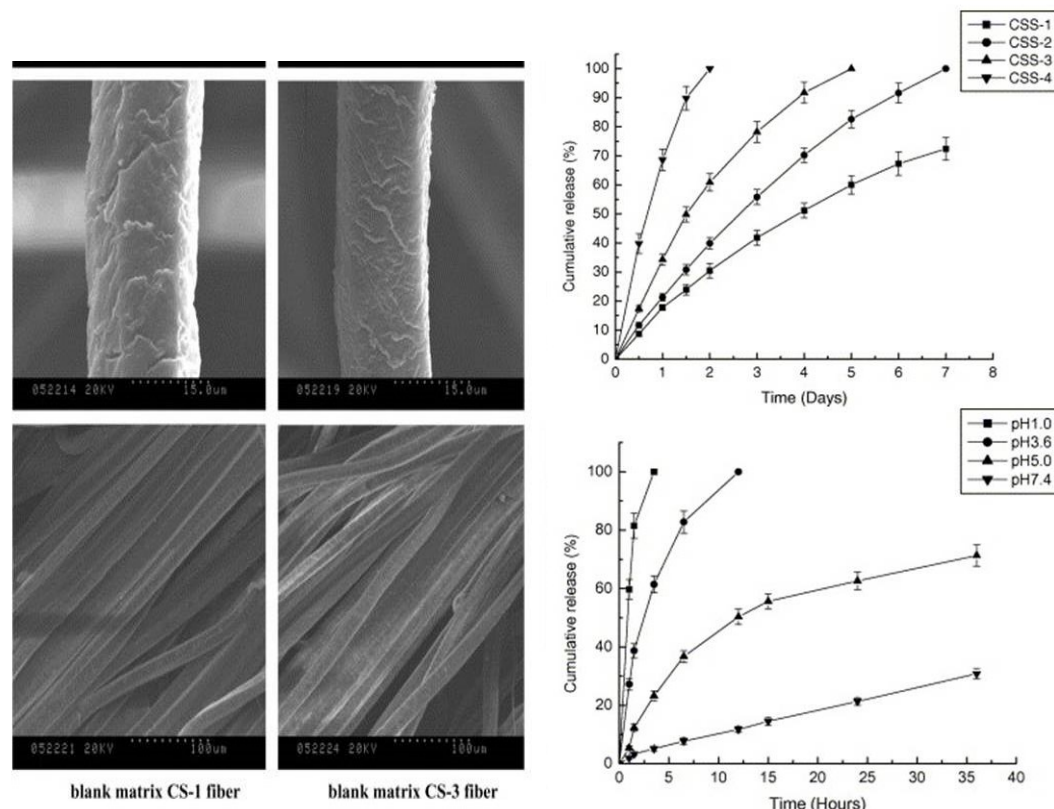 052214 20KV 15.0um
052219 20KV 15.0um
052221 20KV 100um
052224 20KV 100um
blank matrix CS-1 fiber
blank matrix CS-3 fiber
CSS-1
CSS-2
CSS-3
CSS-4
Cumulative release (%)
100
90
80
70
60
50
40
30
20
10
0
0 1 2 3 4 5 6 7 8
Time (Days)
pH1.0
pH3.6
pH5.0
pH7.4
Cumulative release (%)
100
80
60
40
20
0
0 5 10 15 20 25 30 35 40
Time (Hours)